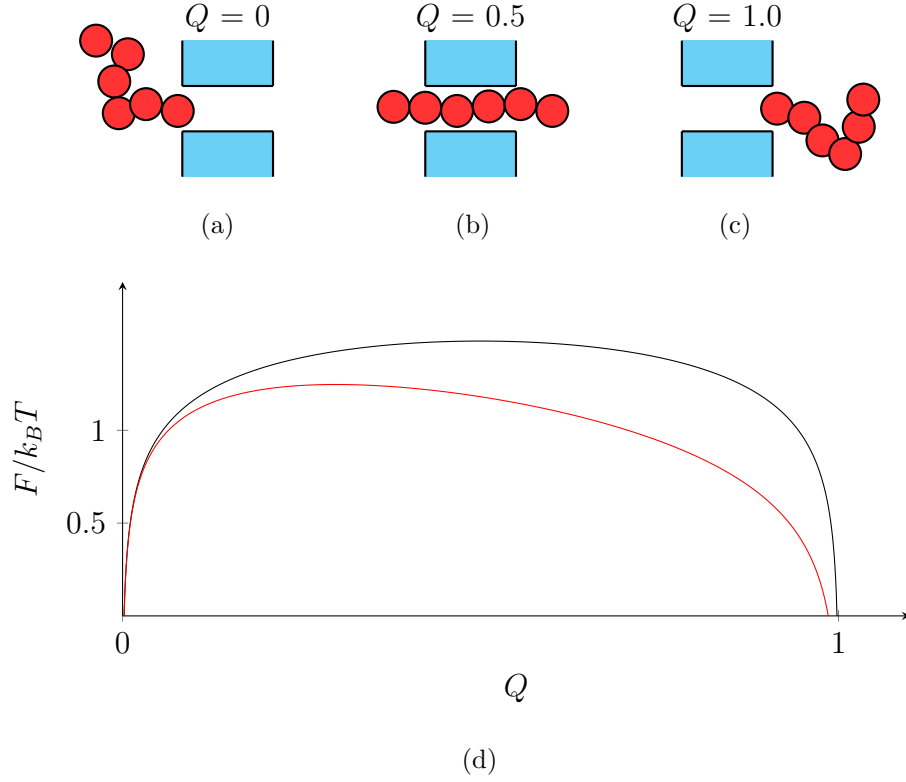 Q = 0
Q = 0.5
Q = 1.0
(a)
(b)
(c)
F/k_BT
1
0.5
0
1
Q
(d)